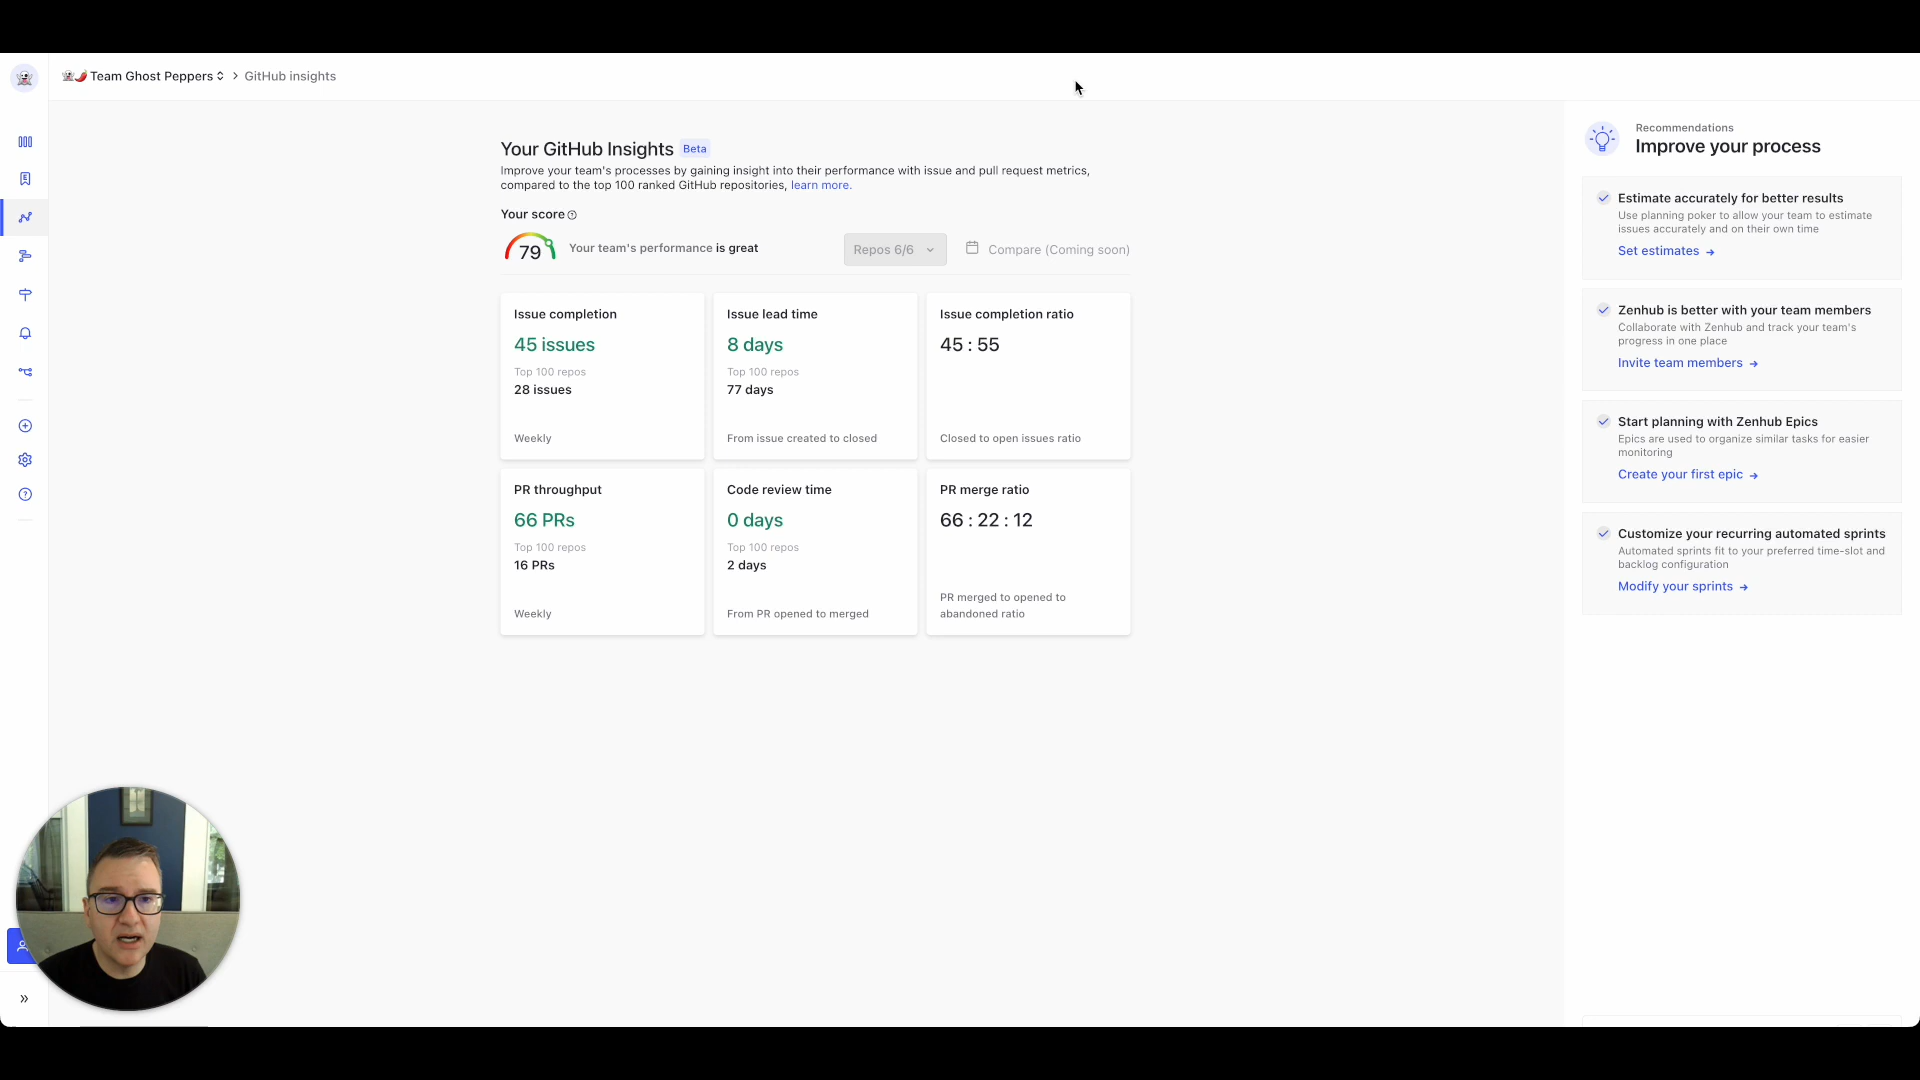 Team Ghost Peppers > GitHub insights
Your GitHub Insights Beta
Improve your team's processes by gaining insight into their performance with issue and pull request metrics,
compared to the top 100 ranked GitHub repositories, learn more.
Your score
79 Your team's performance is great Repos 6/6 Compare (Coming soon)
Issue completion
45 issues
Top 100 repos
28 issues
Weekly
Issue lead time
8 days
Top 100 repos
77 days
From issue created to closed
Issue completion ratio
45 : 55
Closed to open issues ratio
PR throughput
66 PRs
Top 100 repos
16 PRs
Weekly
Code review time
0 days
Top 100 repos
2 days
From PR opened to merged
PR merge ratio
66 : 22 : 12
PR merged to opened to
abandoned ratio
Recommendations
Improve your process
Estimate accurately for better results
Use planning poker to allow your team to estimate
issues accurately and on their own time
Set estimates →
Zenhub is better with your team members
Collaborate with Zenhub and track your team's
progress in one place
Invite team members →
Start planning with Zenhub Epics
Epics are used to organize similar tasks for easier
monitoring
Create your first epic →
Customize your recurring automated sprints
Automated sprints fit to your preferred time-slot and
backlog configuration
Modify your sprints →